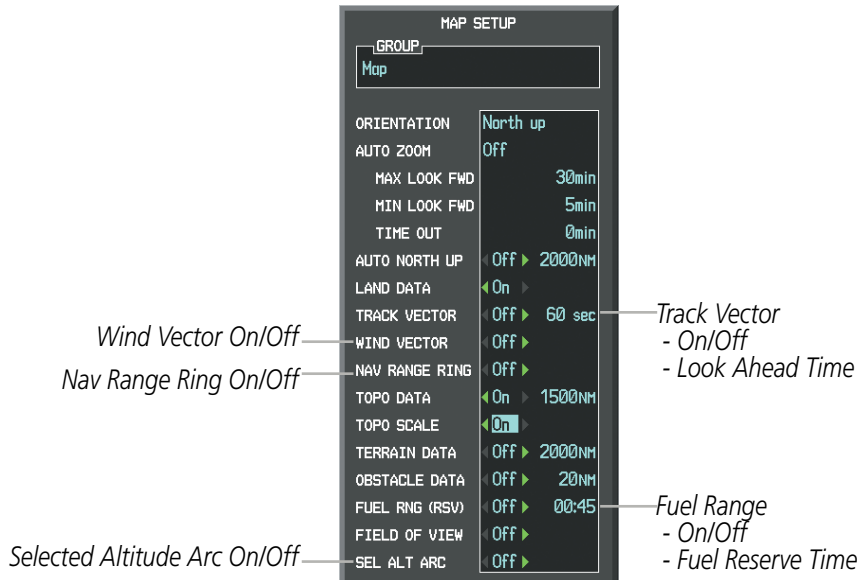 MAP SETUP
GROUP
Map
ORIENTATION North up
AUTO ZOOM Off
MAX LOOK FWD 30min
MIN LOOK FWD 5min
TIME OUT 0min
AUTO NORTH UP Off 2000NM
LAND DATA On
TRACK VECTOR Off 60 sec
WIND VECTOR Off
NAV RANGE RING Off
TOPO DATA On 1500NM
TOPO SCALE On
TERRAIN DATA Off 2000NM
OBSTACLE DATA Off 20NM
FUEL RNG (RSV) Off 00:45
FIELD OF VIEW Off
SEL ALT ARC Off
Wind Vector On/Off
Nav Range Ring On/Off
Selected Altitude Arc On/Off
Track Vector
- On/Off
- Look Ahead Time
Fuel Range
- On/Off
- Fuel Reserve Time